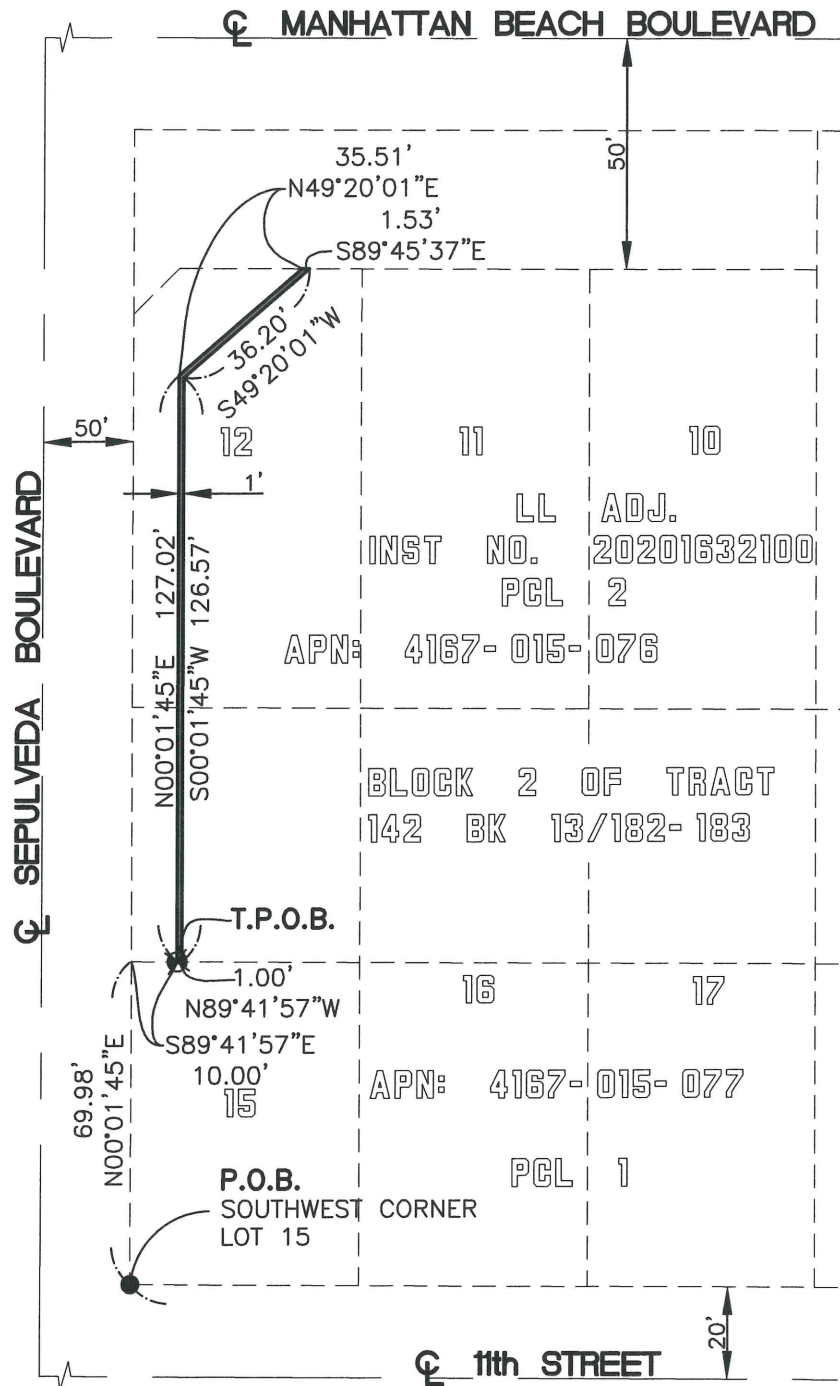 ℄ MANHATTAN BEACH BOULEVARD
35.51'
N49°20'01"E
50'
1.53'
S89°45'37"E
36.20'
S49°20'01"W
50'
12
11
10
1'
LL ADJ.
INST NO. 20201632100
PCL 2
APN: 4167-015-076
℄ SEPULVEDA BOULEVARD
N00°01'45"E 127.02'
S00°01'45"W 126.57'
BLOCK 2 OF TRACT
142 BK 13/182-183
T.P.O.B.
1.00'
N89°41'57"W
16
17
S89°41'57"E
10.00'
69.98'
N00°01'45"E
15
APN: 4167-015-077
P.O.B.
SOUTHWEST CORNER
LOT 15
PCL 1
20'
℄ 11th STREET